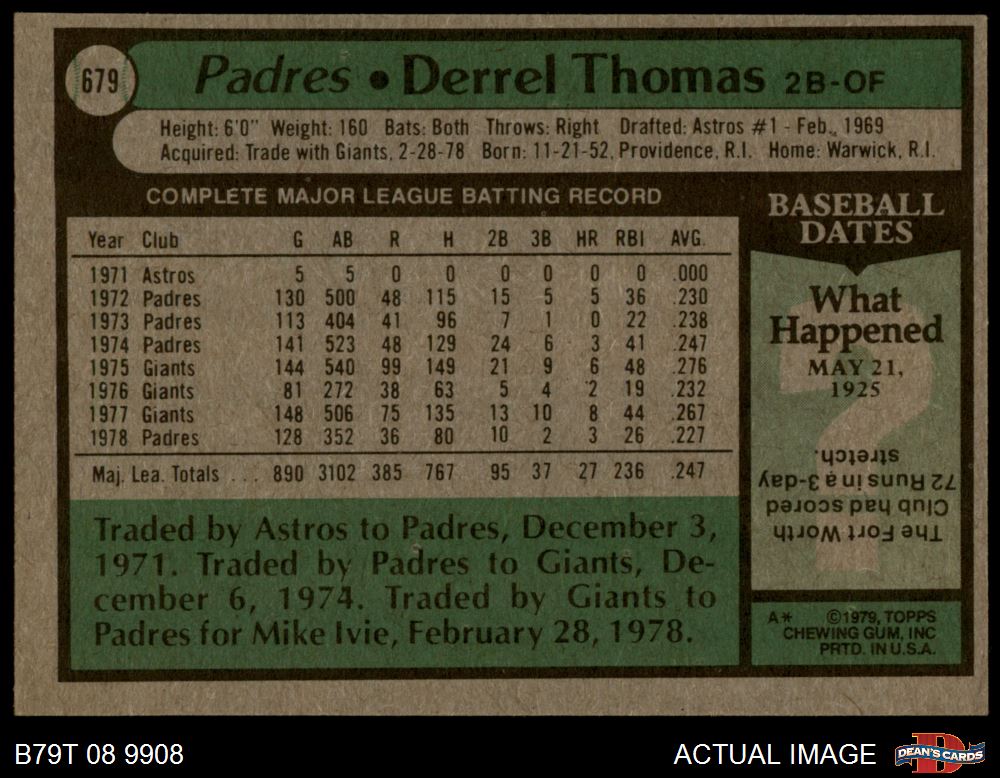 679
Padres • Derrel Thomas 2B-OF
Height: 6'0" Weight: 160 Bats: Both Throws: Right Drafted: Astros #1 - Feb., 1969
Acquired: Trade with Giants, 2-28-78 Born: 11-21-52, Providence, R.I. Home: Warwick, R.I.
COMPLETE MAJOR LEAGUE BATTING RECORD
Year Club G AB R H 2B 3B HR RBI AVG.
1971 Astros 5 5 0 0 0 0 0 0 .000
1972 Padres 130 500 48 115 15 5 5 36 .230
1973 Padres 113 404 41 96 7 1 0 22 .238
1974 Padres 141 523 48 129 24 6 3 41 .247
1975 Giants 144 540 99 149 21 9 6 48 .276
1976 Giants 81 272 38 63 5 4 2 19 .232
1977 Giants 148 506 75 135 13 10 8 44 .267
1978 Padres 128 352 36 80 10 2 3 26 .227
Maj. Lea. Totals ... 890 3102 385 767 95 37 27 236 .247
Traded by Astros to Padres, December 3,
1971. Traded by Padres to Giants, De-
cember 6, 1974. Traded by Giants to
Padres for Mike Ivie, February 28, 1978.
BASEBALL
DATES
What
Happened
MAY 21,
1925
?
The Fort Worth
Club had scored
72 Runs in a 3-day
stretch.
A* ©1979, TOPPS
CHEWING GUM, INC
PRTD. IN U.S.A.
B79T 08 9908
ACTUAL IMAGE
DEAN'S CARDS